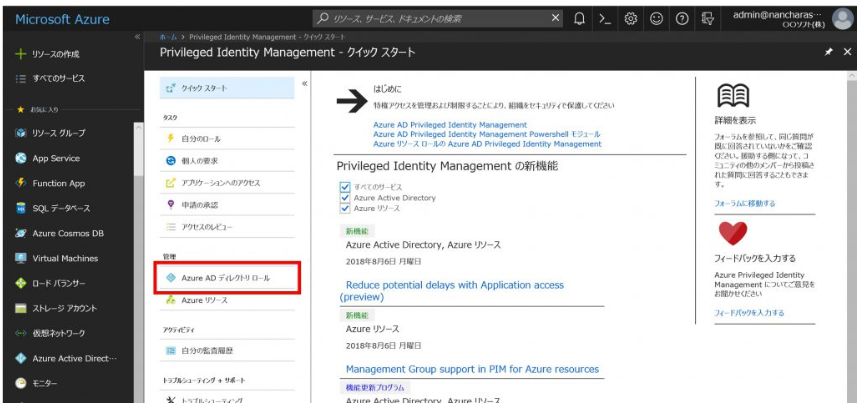 Microsoft Azure
リソース、サービス、ドキュメントの検索
admin@nancharas…
〇〇ソフト(株)
ホーム > Privileged Identity Management - クイック スタート
Privileged Identity Management - クイック スタート
リソースの作成
すべてのサービス
お気に入り
リソース グループ
App Service
Function App
SQL データベース
Azure Cosmos DB
Virtual Machines
ロード バランサー
ストレージ アカウント
仮想ネットワーク
Azure Active Direct…
モニター
クイック スタート
タスク
自分のロール
個人の要求
アプリケーションへのアクセス
申請の承認
アクセスのレビュー
管理
Azure AD ディレクトリ ロール
Azure リソース
アクティビティ
自分の監査履歴
トラブルシューティング + サポート
トラブルシューティング
はじめに
特権アクセスを管理および制限することにより、組織をセキュリティで保護してください
Azure AD Privileged Identity Management
Azure AD Privileged Identity Management Powershell モジュール
Azure リソース ロールの Azure AD Privileged Identity Management
Privileged Identity Management の新機能
すべてのサービス
Azure Active Directory
Azure リソース
新機能
Azure Active Directory, Azure リソース
2018年8月6日 月曜日
Reduce potential delays with Application access
(preview)
新機能
Azure リソース
2018年8月6日 月曜日
Management Group support in PIM for Azure resources
機能更新プログラム
Azure Active Directory, Azure リソース
詳細を表示
フォーラムを参照して、同じ質問が
既に回答されていないかをご確認
ください。援助する側になって、コ
ミュニティの他のメンバーから投稿さ
れた質問に回答することもできま
す。
フォーラムに移動する
フィードバックを入力する
Azure Privileged Identity
Management についてご意見を
お聞かせください
フィードバックを入力する